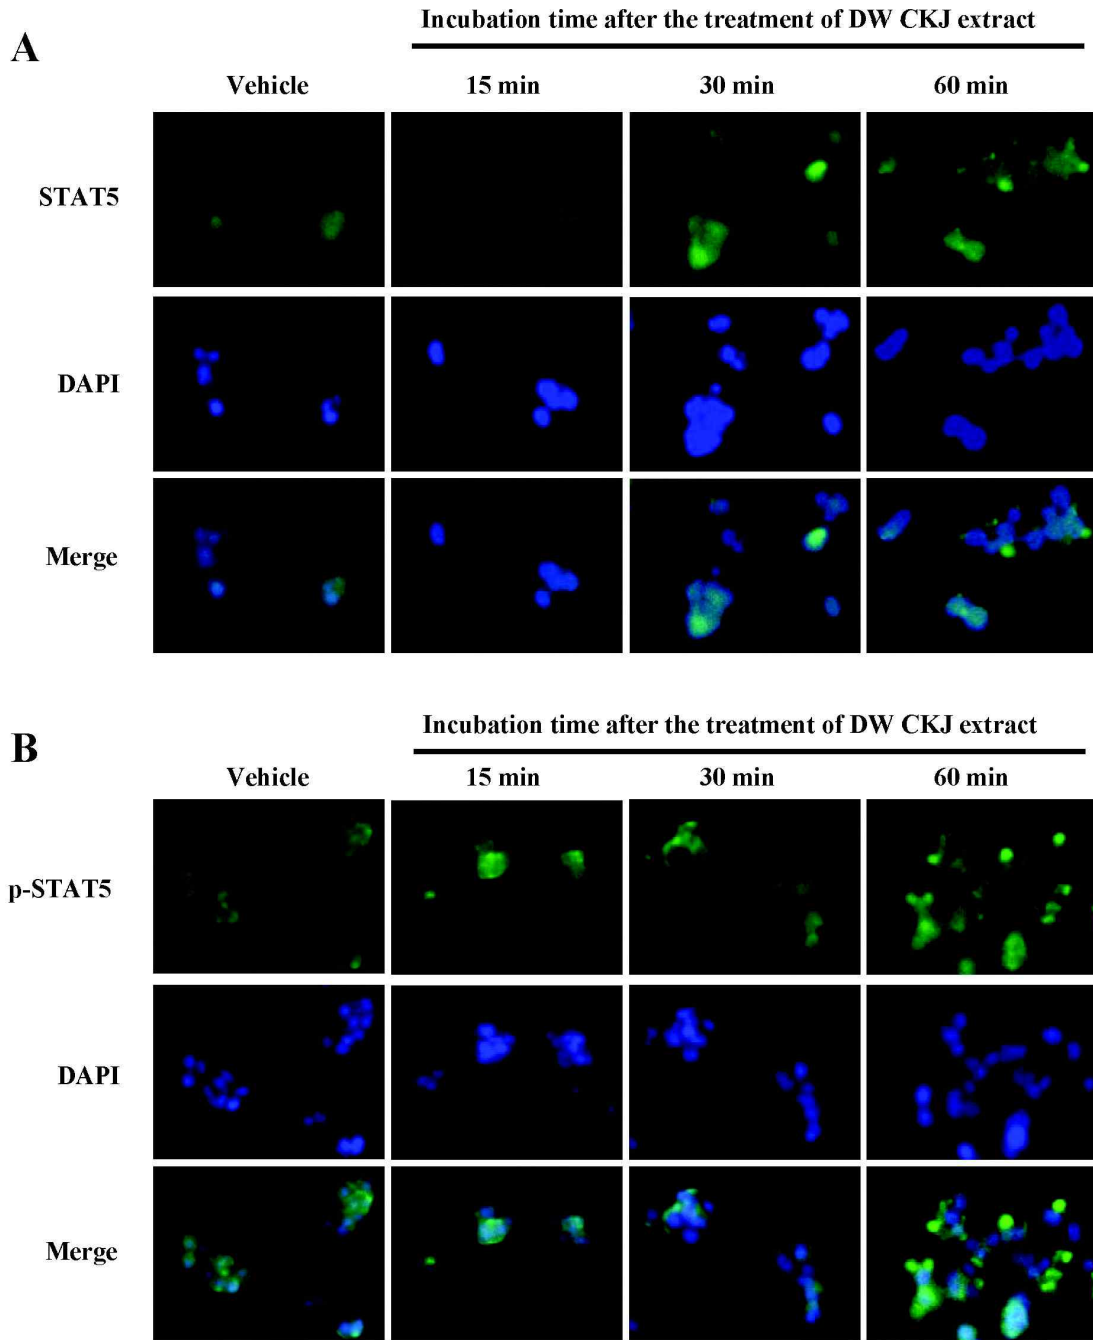 Incubation time after the treatment of DW CKJ extract
A
Vehicle 15 min 30 min 60 min
STAT5
DAPI
Merge
Incubation time after the treatment of DW CKJ extract
B
Vehicle 15 min 30 min 60 min
p-STAT5
DAPI
Merge